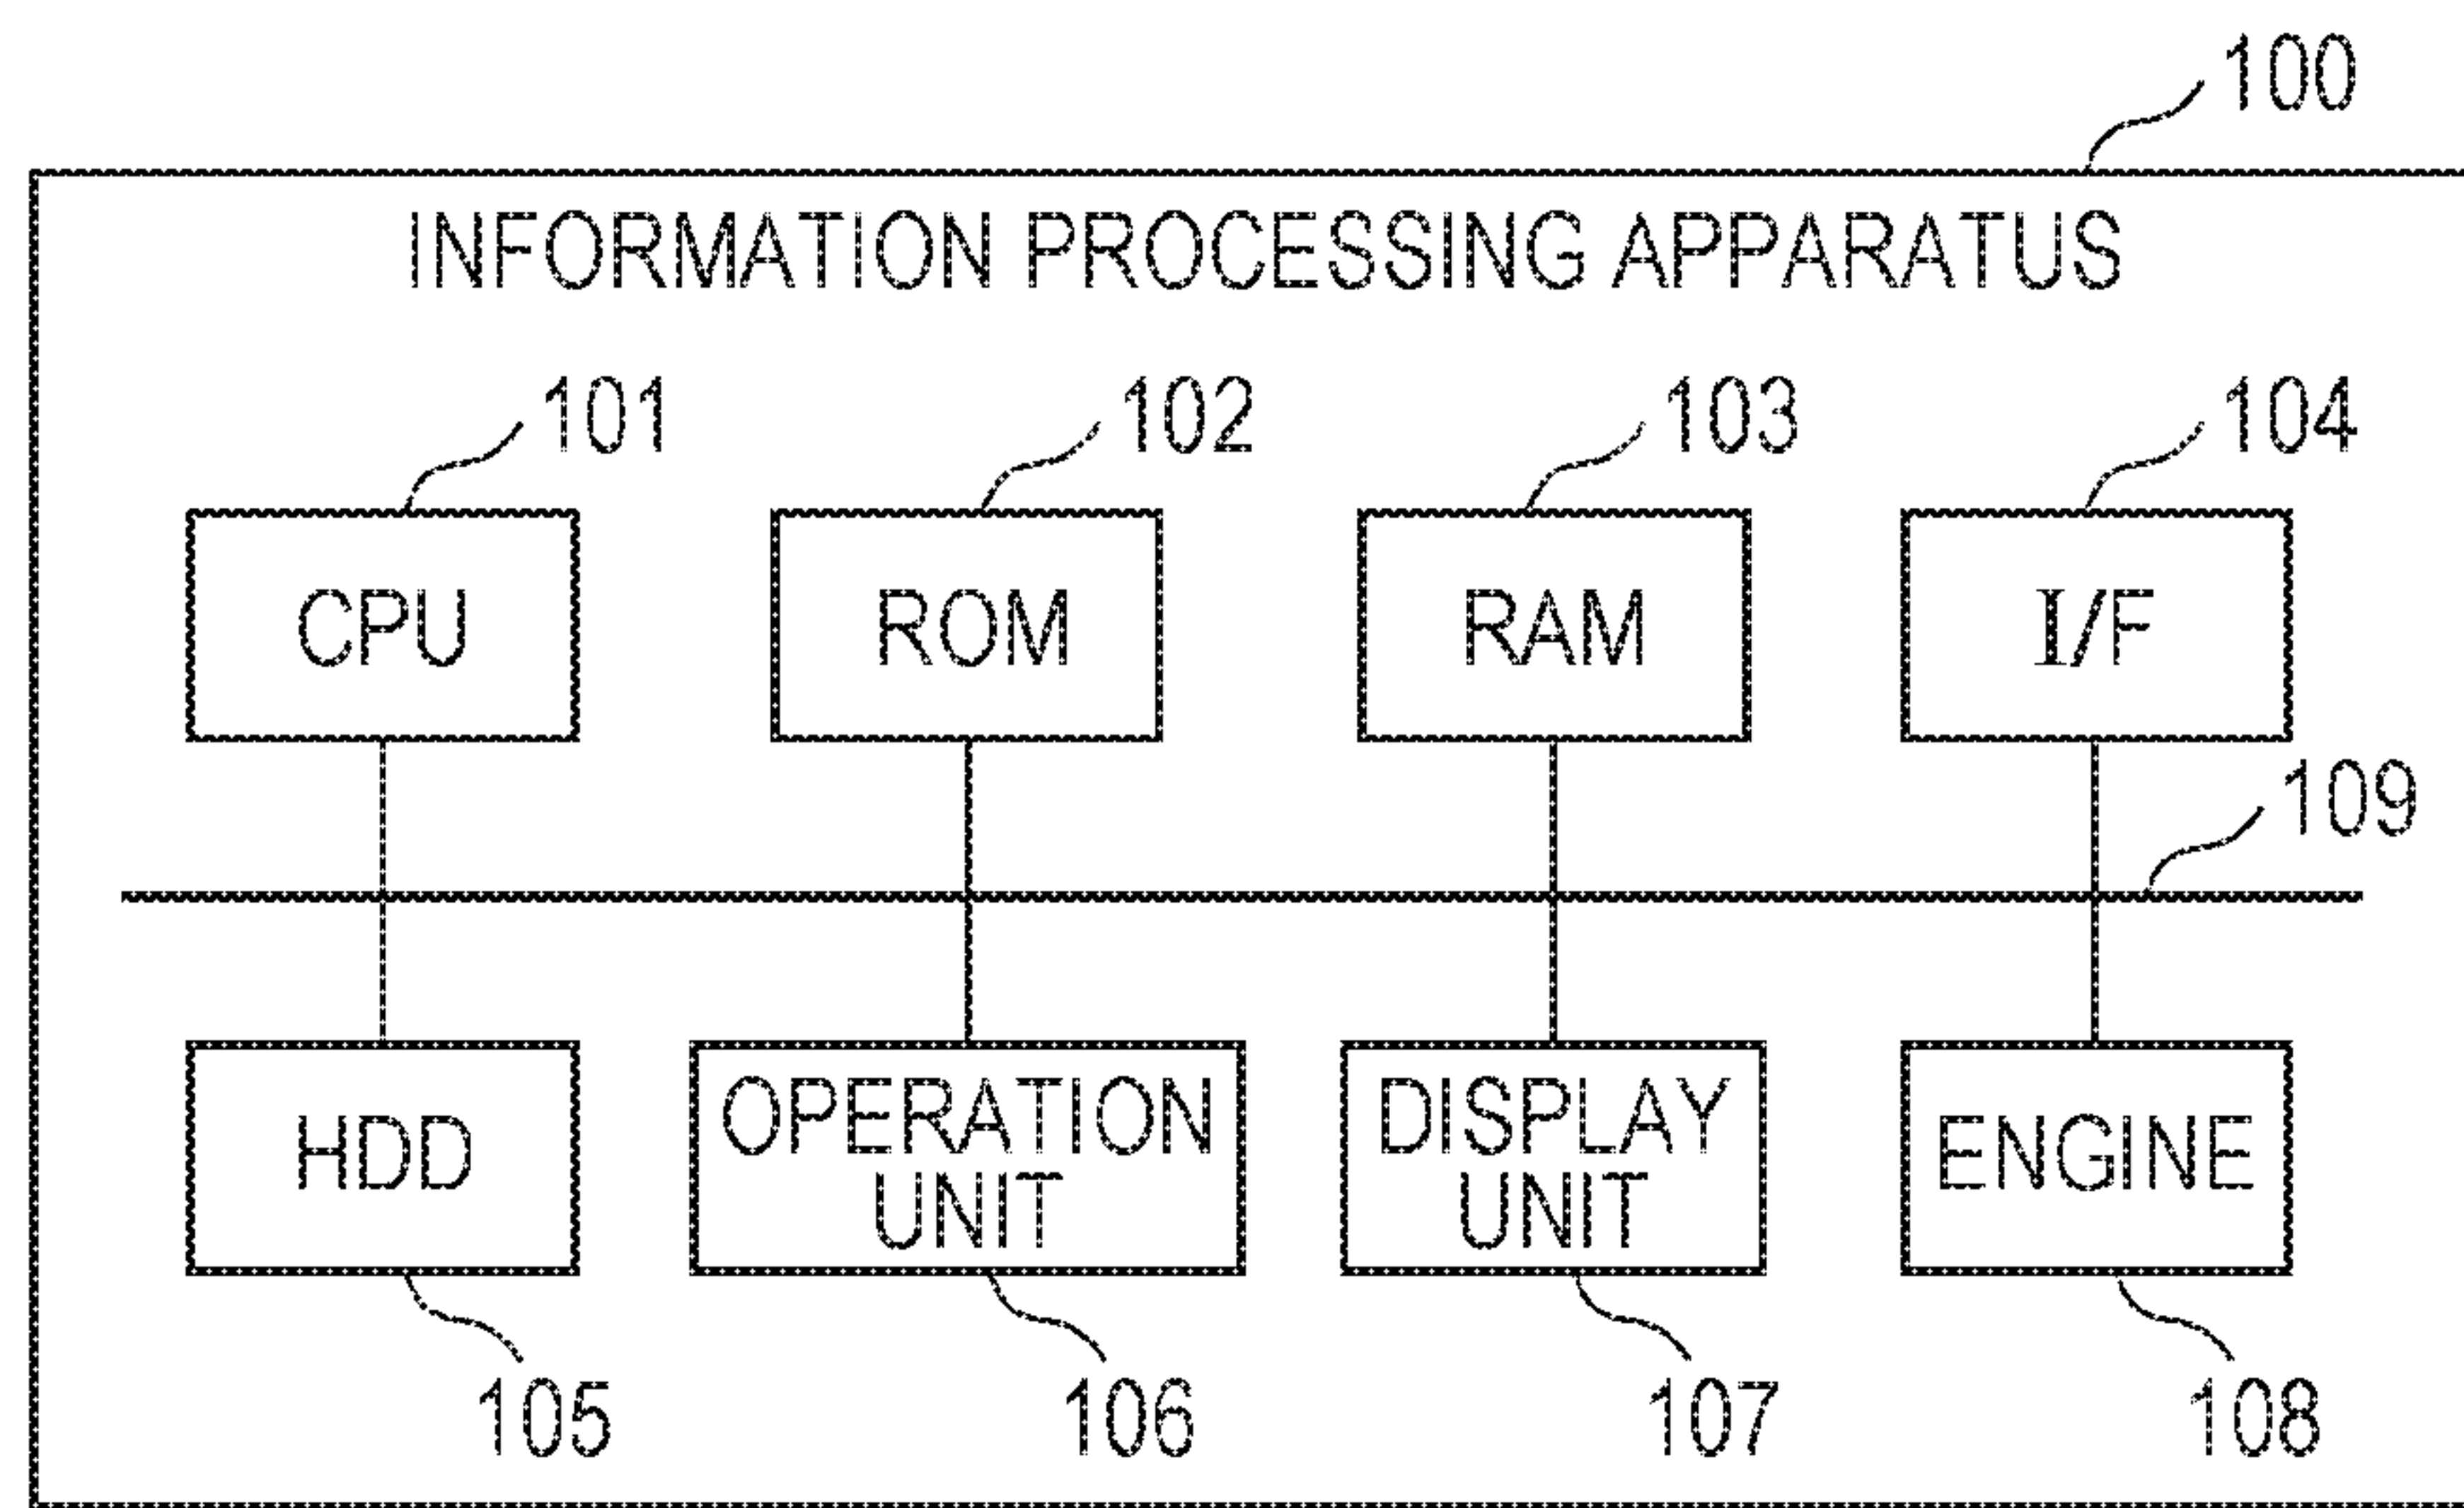 100
INFORMATION PROCESSING APPARATUS
101
102
103
104
CPU
ROM
RAM
I/F
109
HDD
OPERATION
UNIT
DISPLAY
UNIT
ENGINE
105
106
107
108